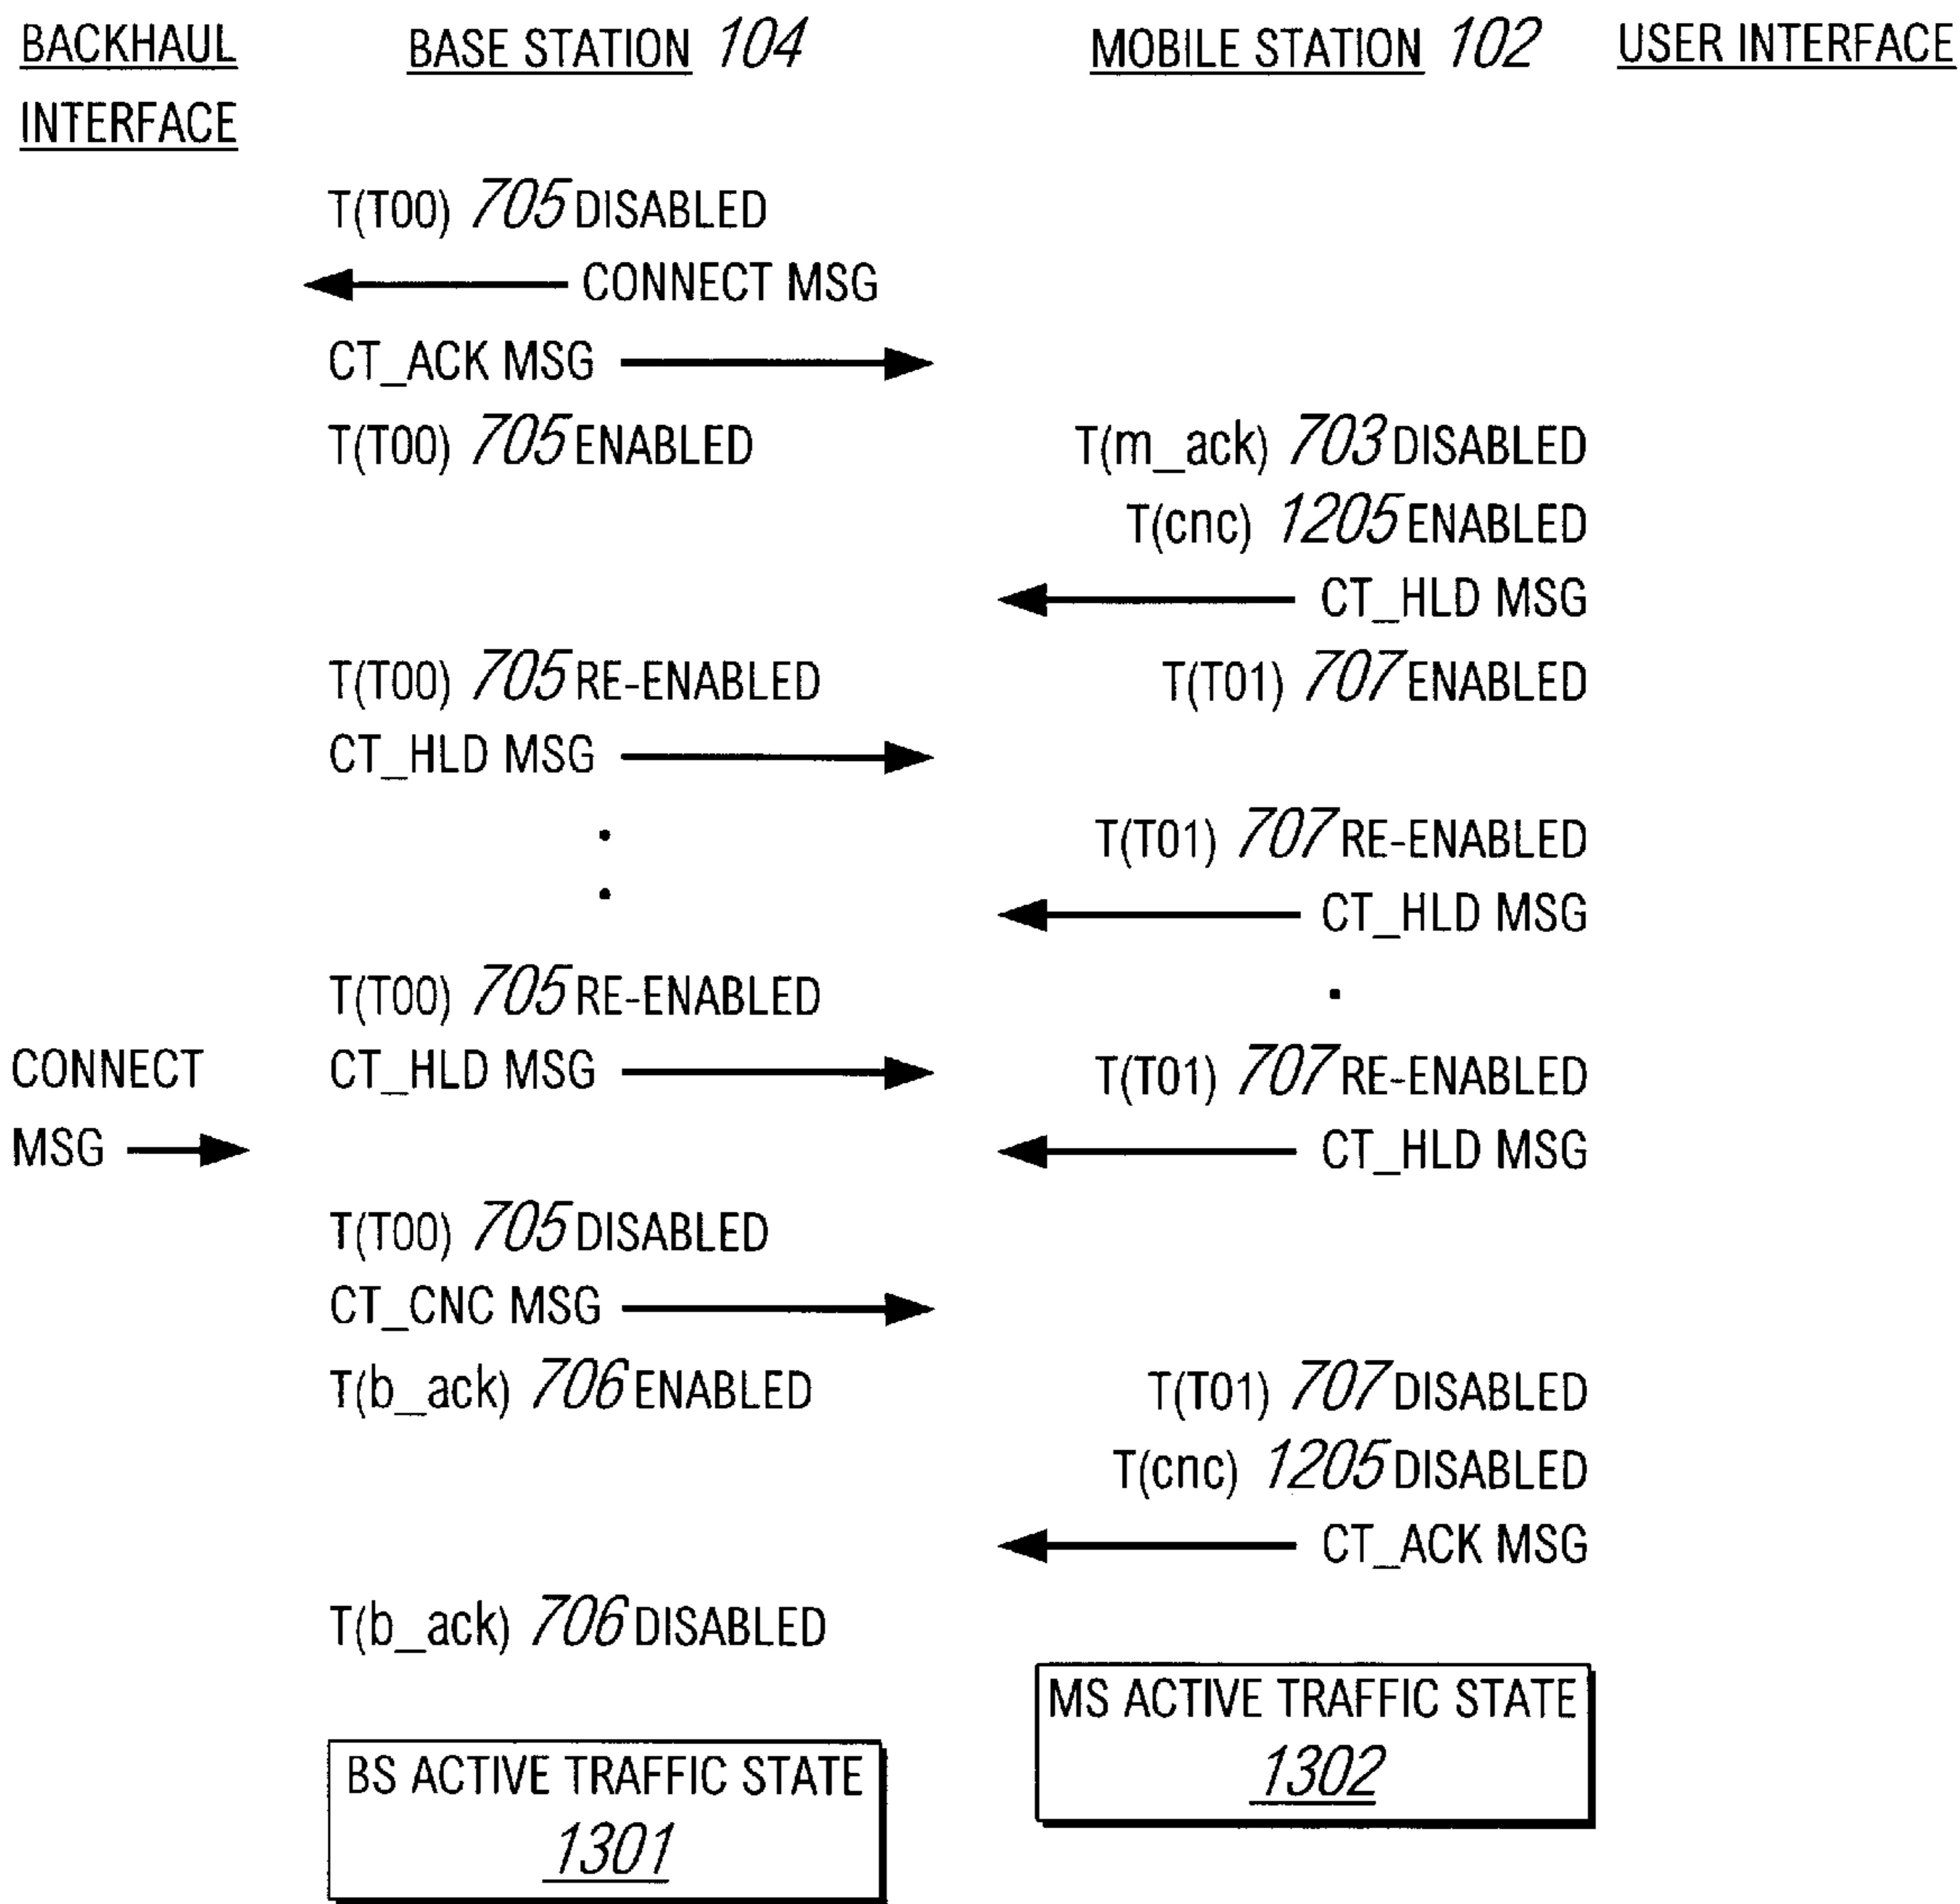 BACKHAUL INTERFACE
BASE STATION 104
MOBILE STATION 102
USER INTERFACE
T(T00) 705 DISABLED
CONNECT MSG
CT_ACK MSG
T(T00) 705 ENABLED
T(m_ack) 703 DISABLED
T(cnc) 1205 ENABLED
CT_HLD MSG
T(T00) 705 RE-ENABLED
T(T01) 707 ENABLED
CT_HLD MSG
T(T01) 707 RE-ENABLED
CT_HLD MSG
T(T00) 705 RE-ENABLED
CONNECT
CT_HLD MSG
T(T01) 707 RE-ENABLED
MSG
CT_HLD MSG
T(T00) 705 DISABLED
CT_CNC MSG
T(b_ack) 706 ENABLED
T(T01) 707 DISABLED
T(cnc) 1205 DISABLED
CT_ACK MSG
T(b_ack) 706 DISABLED
MS ACTIVE TRAFFIC STATE
1302
BS ACTIVE TRAFFIC STATE
1301